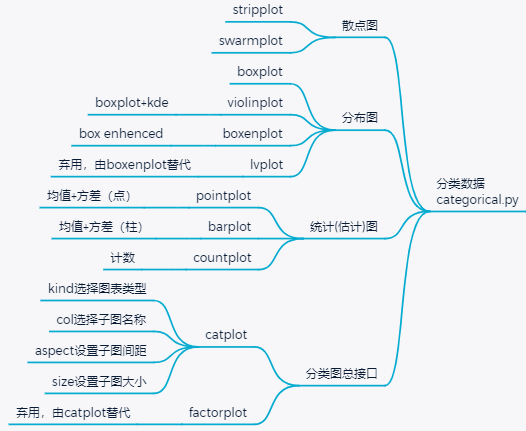 stripplot
散点图
swarmplot
boxplot
boxplot+kde
violinplot
分布图
box enhenced
boxenplot
弃用，由boxenplot替代
lvplot
分类数据
categorical.py
均值+方差（点）
pointplot
均值+方差（柱）
barplot
统计(估计)图
计数
countplot
kind选择图表类型
col选择子图名称
catplot
aspect设置子图间距
分类图总接口
size设置子图大小
弃用，由catplot替代
factorplot